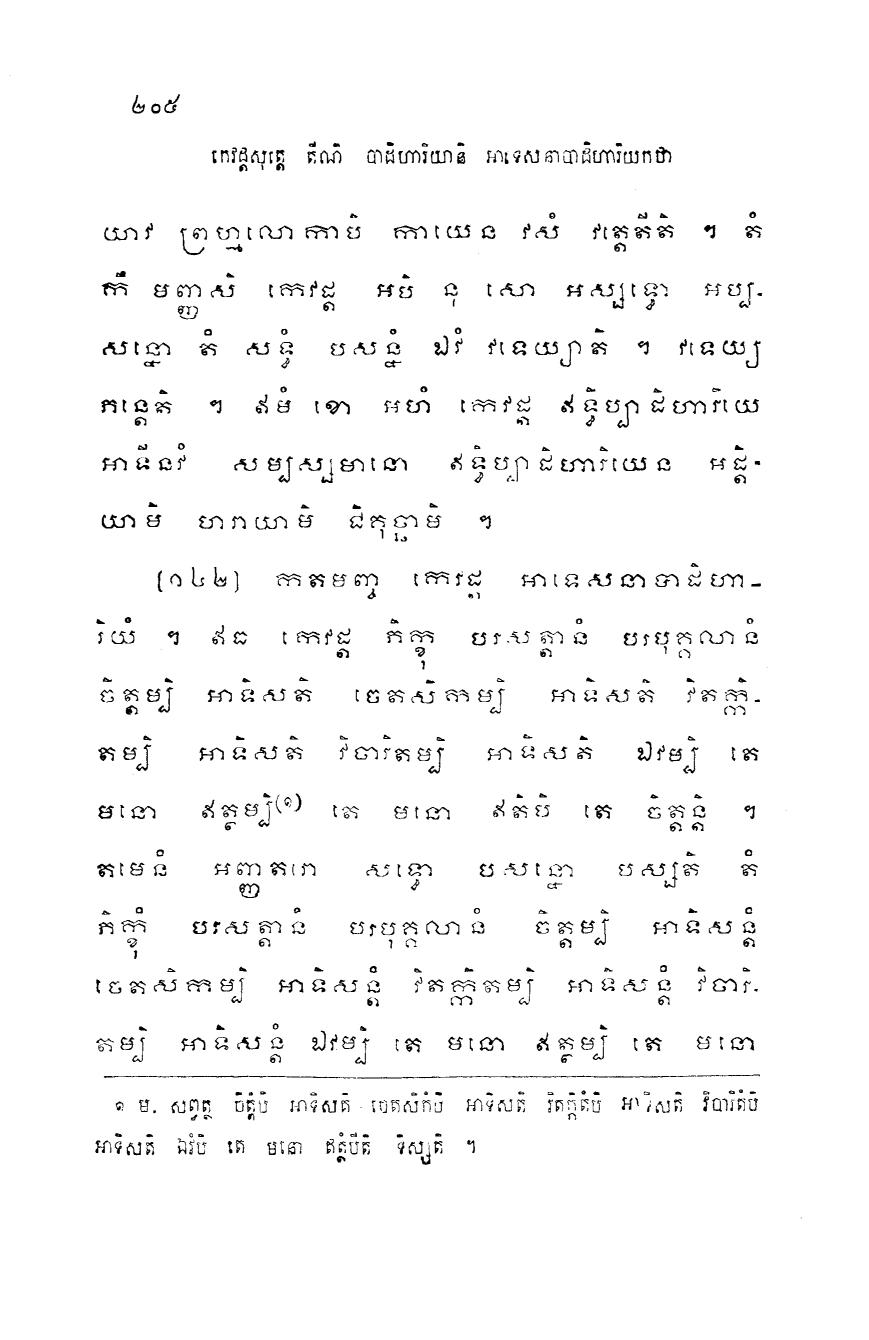 ២០៥
កេវដ្ដសុត្តេ តីណិ បាដិហារិយានិ អាទេសនាបាដិហារិយកថា
យាវ ព្រហ្មលោកាបិ កាយេន វសំ វត្តេតីតិ ។ តំ
កឹ មញ្ញសិ កេវដ្ដ អបិ នុ សោ អស្សទ្ធោ អប្ប-
សន្នោ តំ សទ្ធំ បសន្នំ ឯវំ វទេយ្យាតិ ។ វទេយ្យ
ភន្តេតិ ។ ឥមំ ខោ អហំ កេវដ្ដ ឥទ្ធិប្បាដិហារិយេ
អាទីនវំ សម្បស្សមានោ ឥទ្ធិប្បាដិហារិយេន អដ្ដិ-
យាមិ ហរាយាមិ ជិគុច្ឆាមិ ។
[១៤២] កតមញ្ច កេវដ្ដ អាទេសនាបាដិហា-
រិយំ ។ ឥធ កេវដ្ដ ភិក្ខុ បរសត្តានំ បរបុគ្គលានំ
ចិត្តម្បិ អាទិសតិ ចេតសិកម្បិ អាទិសតិ វិតក្កិ-
តម្បិ អាទិសតិ វិចារិតម្បិ អាទិសតិ ឯវម្បិ តេ
មនោ ឥត្ថម្បិ(១) តេ មនោ ឥតិបិ តេ ចិត្តន្តិ ។
តមេនំ អញ្ញតរោ សទ្ធោ បសន្នោ បស្សតិ តំ
ភិក្ខុំ បរសត្តានំ បរបុគ្គលានំ ចិត្តម្បិ អាទិសន្តំ
ចេតសិកម្បិ អាទិសន្តំ វិតក្កិតម្បិ អាទិសន្តំ វិចារិ-
តម្បិ អាទិសន្តំ ឯវម្បិ តេ មនោ ឥត្ថម្បិ តេ មនោ
១ ម. សព្វត្ថ ចិត្តំបិ អាទិសតិ ចេតសិកំបិ អាទិសតិ វិតក្កិតំបិ អាទិសតិ វិចារិតំបិ
អាទិសតិ ឯវំបិ តេ មនោ ឥត្ថំបីតិ ទិស្សតិ ។